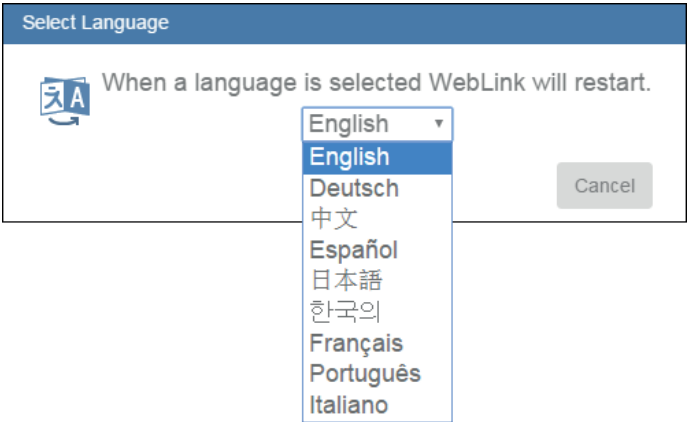 Select Language
When a language is selected WebLink will restart.
English
English
Deutsch
中文
Español
日本語
한국의
Français
Português
Italiano
Cancel